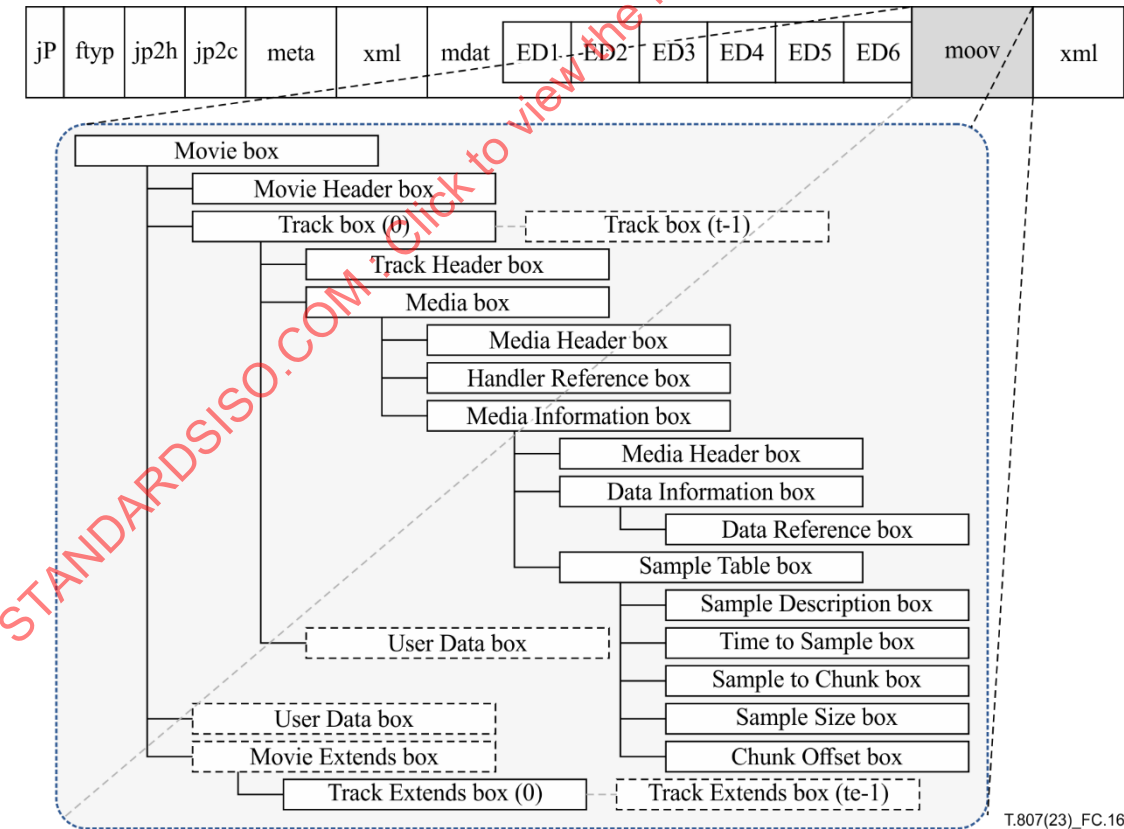 jP ftyp jp2h jp2c meta xml mdat ED1 ED2 ED3 ED4 ED5 ED6 moov xml
Movie box
Movie Header box
Track box (0) Track box (t-1)
Track Header box
Media box
Media Header box
Handler Reference box
Media Information box
Media Header box
Data Information box
Data Reference box
Sample Table box
Sample Description box
User Data box Time to Sample box
Sample to Chunk box
User Data box Sample Size box
Movie Extends box Chunk Offset box
Track Extends box (0) Track Extends box (te-1)
T.807(23)_FC.16
STANDARDSISO.COM : Click to view the